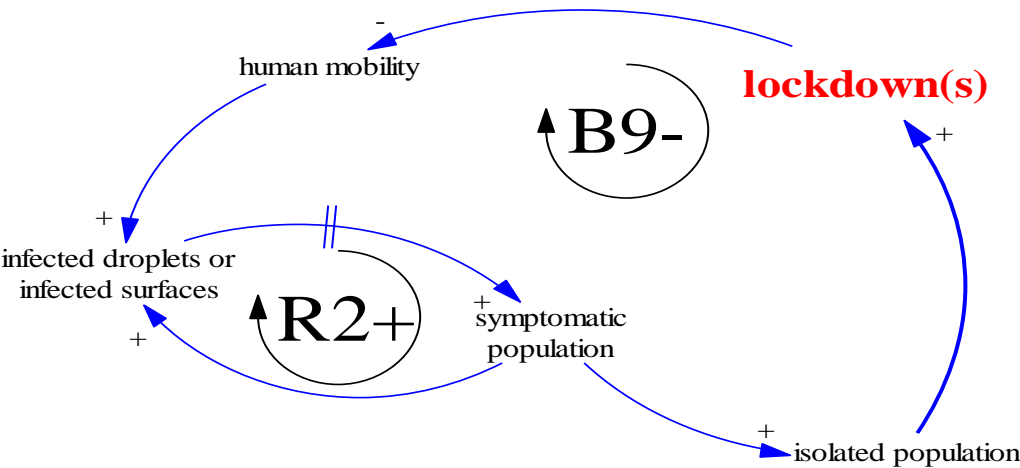 -
human mobility
lockdown(s)
B9-
+
+
infected droplets or
infected surfaces
R2+
+
symptomatic
population
+
+
isolated population